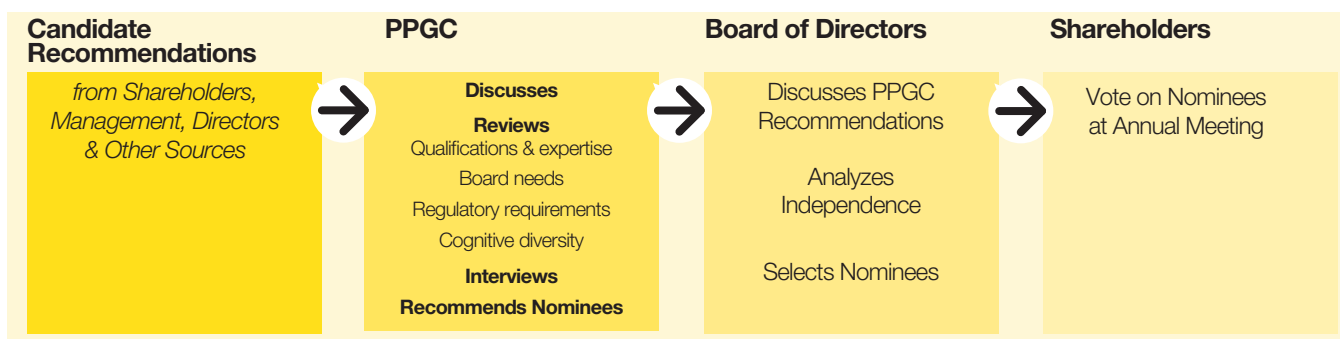 Candidate
Recommendations
from Shareholders,
Management, Directors
& Other Sources
PPGC
Discusses
Reviews
Qualifications & expertise
Board needs
Regulatory requirements
Cognitive diversity
Interviews
Recommends Nominees
Board of Directors
Discusses PPGC
Recommendations
Analyzes
Independence
Selects Nominees
Shareholders
Vote on Nominees
at Annual Meeting